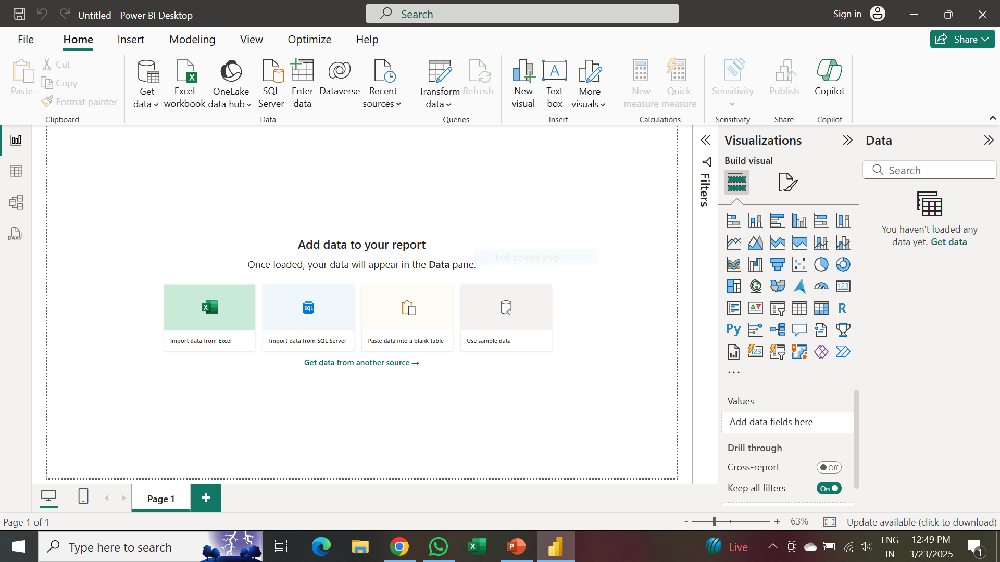 Untitled - Power BI Desktop
Search
Sign in
File
Home
Insert
Modeling
View
Optimize
Help
Share
Paste
Cut
Copy
Format painter
Clipboard
Get
data
Excel
workbook
OneLake
data hub
SQL
Server
Enter
data
Dataverse
Recent
sources
Data
Transform
data
Refresh
Queries
New
visual
Text
box
More
visuals
Insert
New
measure
Quick
measure
Calculations
Sensitivity
Sensitivity
Publish
Share
Copilot
Copilot
DAX
Add data to your report
Once loaded, your data will appear in the Data pane.
Full-screen Snip
SQL
Import data from Excel
Import data from SQL Server
Paste data into a blank table
Use sample data
Get data from another source →
Filters
Visualizations
Build visual
123
R
Py
123
...
Values
Add data fields here
Drill through
Cross-report
Off
Keep all filters
On
Data
Search
You haven't loaded any
data yet. Get data
Page 1
+
Page 1 of 1
- + 63%
Update available (click to download)
Type here to search
Live
ENG
IN
12:49 PM
3/23/2025
1